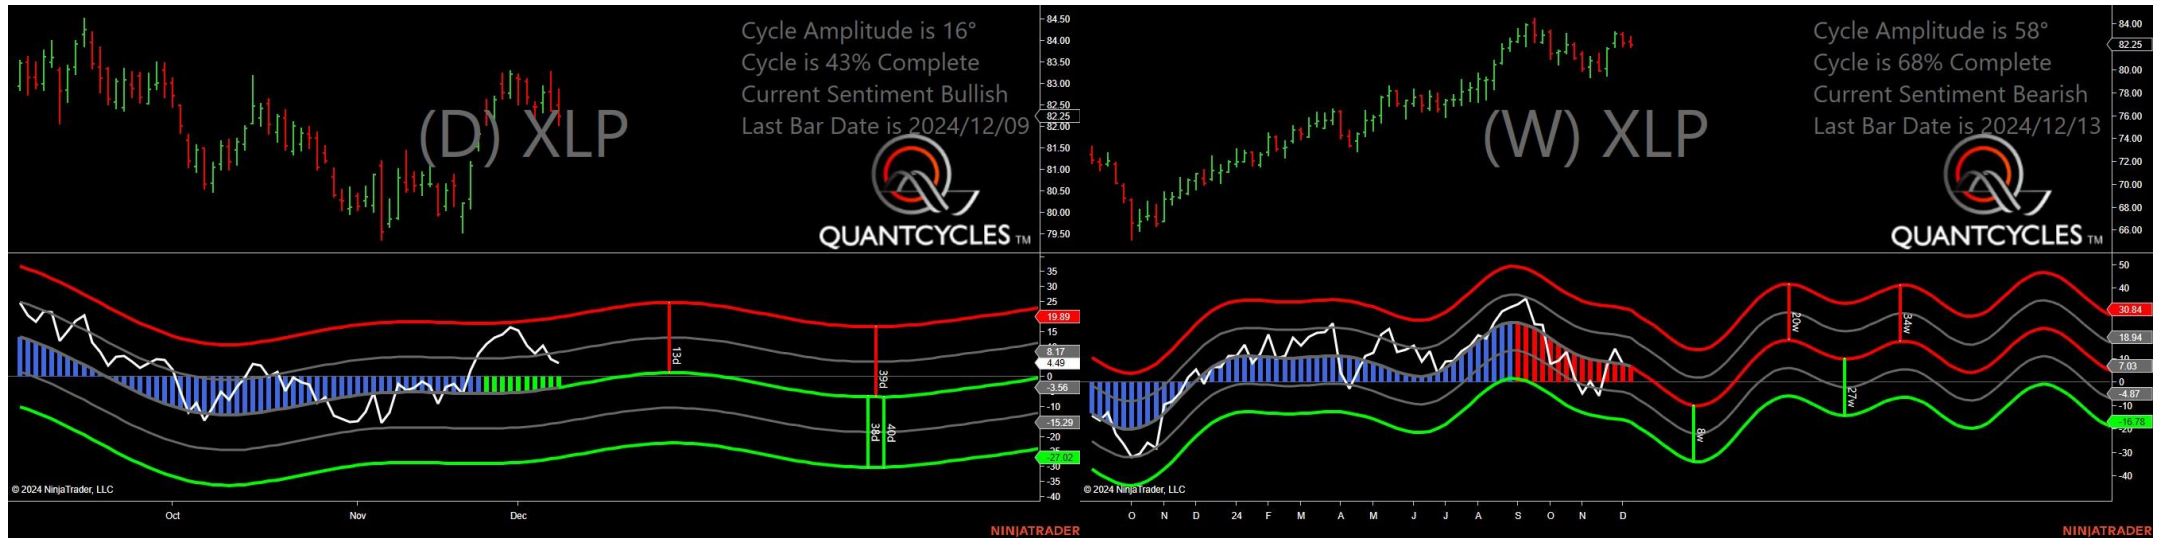 Cycle Amplitude is 16°
Cycle is 43% Complete
Current Sentiment Bullish
Last Bar Date is 2024/12/09
(D) XLP
QUANTCYCLES TM
84.50
84.00
83.50
83.00
82.50
82.25
82.00
81.50
81.00
80.50
80.00
79.50
35
30
25
19.89
15
8.17
4.49
0
-3.56
-10
-15.29
-20
-27.02
-30
-35
-40
13d
39d
38d
40d
© 2024 NinjaTrader, LLC
Oct Nov Dec
NINJATRADER
Cycle Amplitude is 58°
Cycle is 68% Complete
Current Sentiment Bearish
Last Bar Date is 2024/12/13
(W) XLP
QUANTCYCLES TM
84.00
82.25
80.00
78.00
76.00
74.00
72.00
70.00
68.00
66.00
50
40
30.84
18.94
10
7.03
0
-4.87
-10
-16.78
-20
-30
-40
20w
34w
27w
8w
© 2024 NinjaTrader, LLC
O N D 24 F M A M J J A S O N D
NINJATRADER